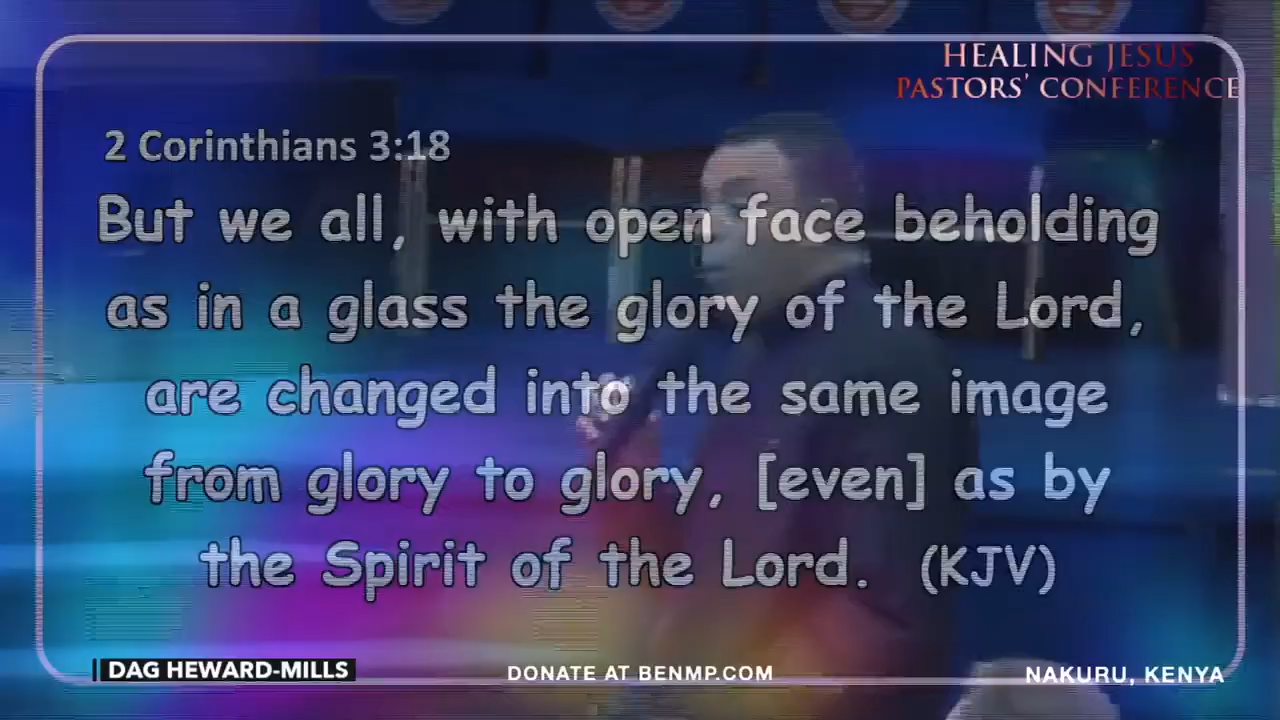 HEALING JESUS
PASTORS' CONFERENCE
2 Corinthians 3:18
But we all, with open face beholding
as in a glass the glory of the Lord,
are changed into the same image
from glory to glory, [even] as by
the Spirit of the Lord. (KJV)
DAG HEWARD-MILLS
DONATE AT BENMP.COM
NAKURU, KENYA